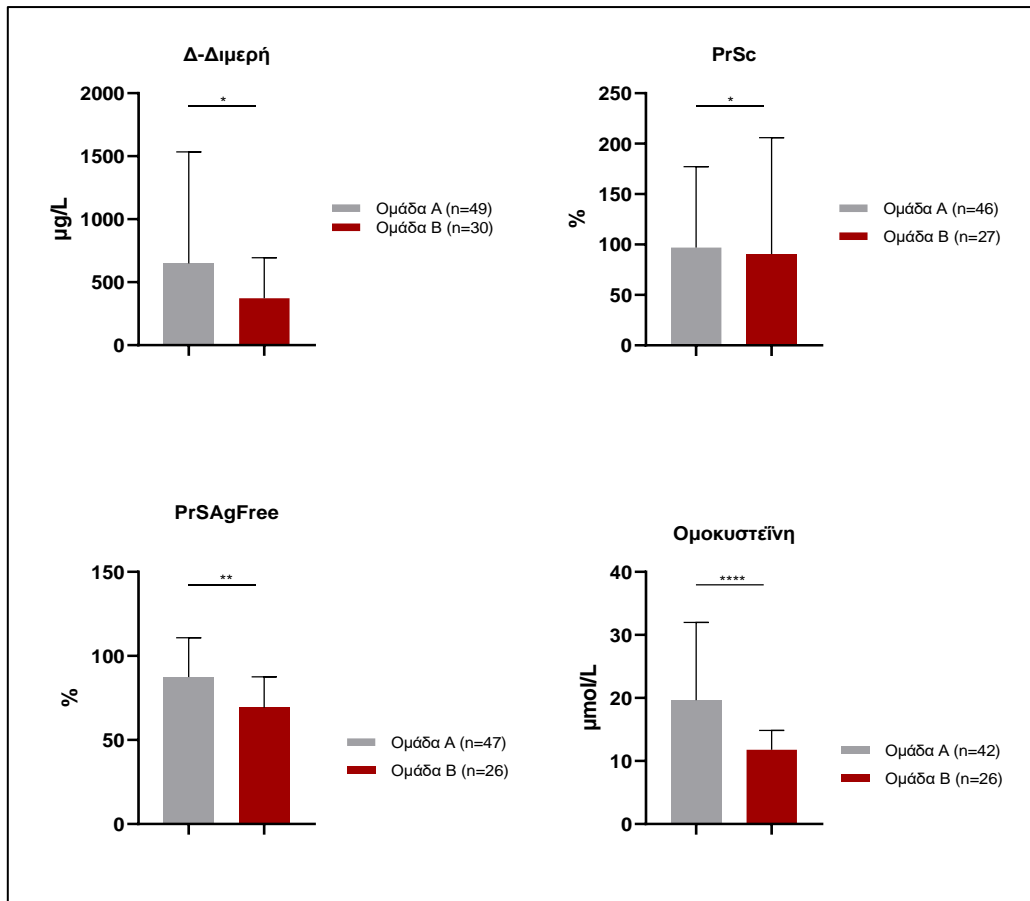 Δ-Διμερή
2000
1500
1000
500
0
μg/L
*
Ομάδα Α (n=49)
Ομάδα Β (n=30)
PrSc
250
200
150
100
50
0
%
*
Ομάδα Α (n=46)
Ομάδα Β (n=27)
PrSAgFree
150
100
50
0
%
**
Ομάδα Α (n=47)
Ομάδα Β (n=26)
Ομοκυστεΐνη
40
30
20
10
0
μmol/L
****
Ομάδα Α (n=42)
Ομάδα Β (n=26)